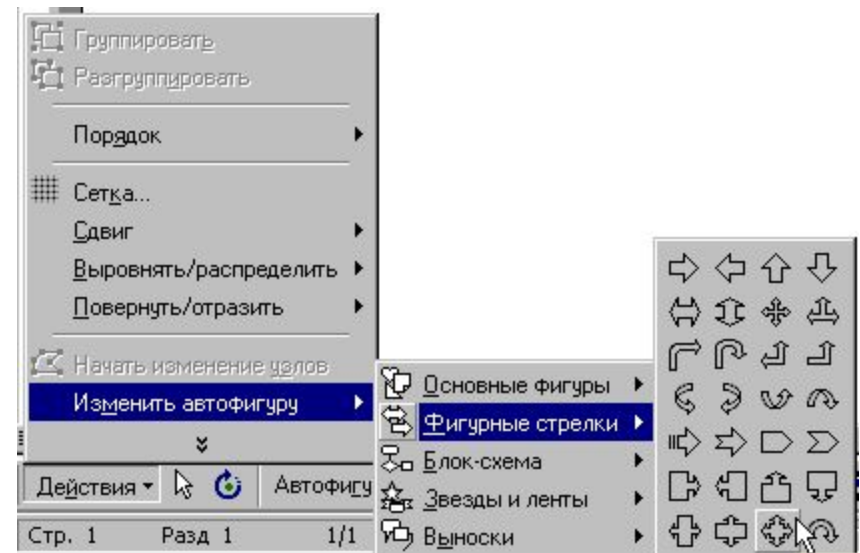 Группировать
Разгруппировать
Порядок
Сетка...
Сдвиг
Выровнять/распределить
Повернуть/отразить
Начать изменение узлов
Изменить автофигуру
Основные фигуры
Фигурные стрелки
Блок-схема
Звезды и ленты
Выноски
Действия
Автофигу
Стр. 1 Разд 1 1/1